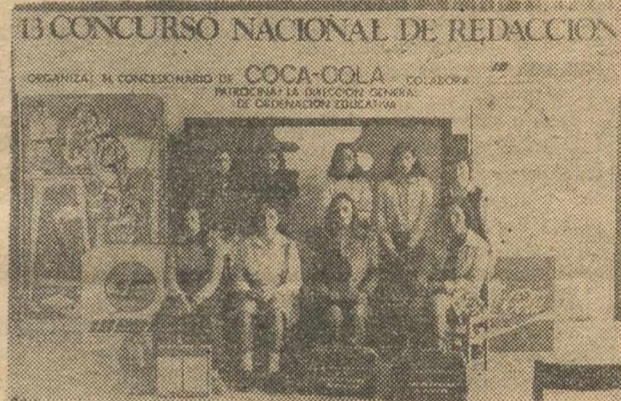 13 CONCURSO NACIONAL DE REDACCION
ORGANIZA: EL CONCESIONARIO DE COCA-COLA COLABORA
PATROCINA: LA DIRECCION GENERAL
DE ORDENACION EDUCATIVA